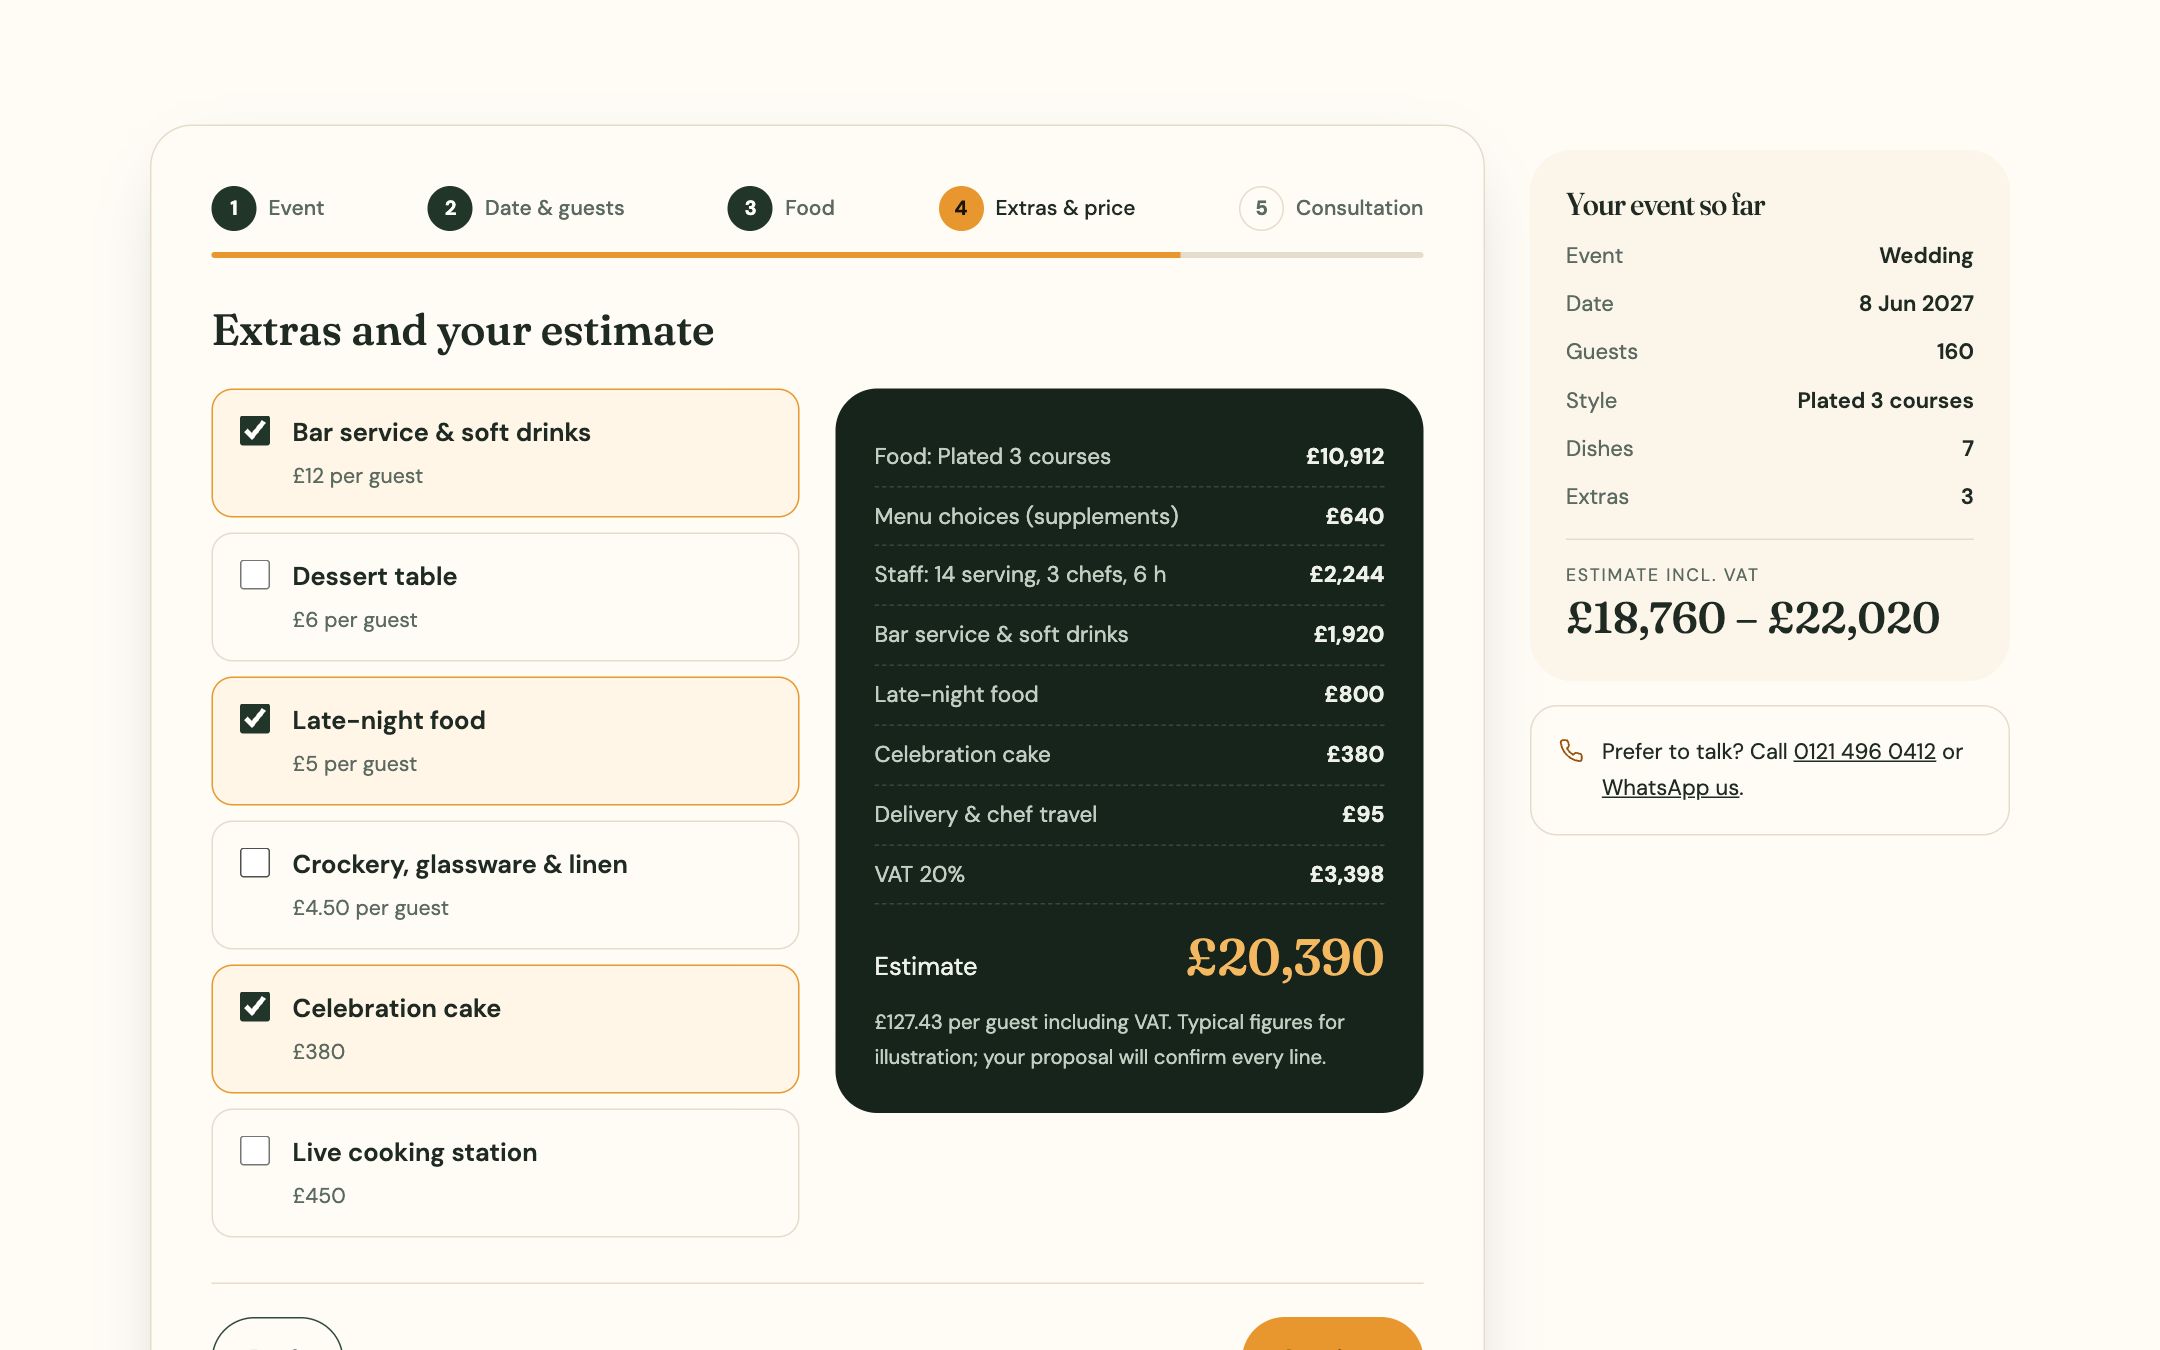 1 Event
2 Date & guests
3 Food
4 Extras & price
5 Consultation
Extras and your estimate
Bar service & soft drinks
£12 per guest
Dessert table
£6 per guest
Late-night food
£5 per guest
Crockery, glassware & linen
£4.50 per guest
Celebration cake
£380
Live cooking station
£450
Food: Plated 3 courses £10,912
Menu choices (supplements) £640
Staff: 14 serving, 3 chefs, 6 h £2,244
Bar service & soft drinks £1,920
Late-night food £800
Celebration cake £380
Delivery & chef travel £95
VAT 20% £3,398
Estimate £20,390
£127.43 per guest including VAT. Typical figures for
illustration; your proposal will confirm every line.
Your event so far
Event Wedding
Date 8 Jun 2027
Guests 160
Style Plated 3 courses
Dishes 7
Extras 3
ESTIMATE INCL. VAT
£18,760 – £22,020
Prefer to talk? Call 0121 496 0412 or
WhatsApp us.